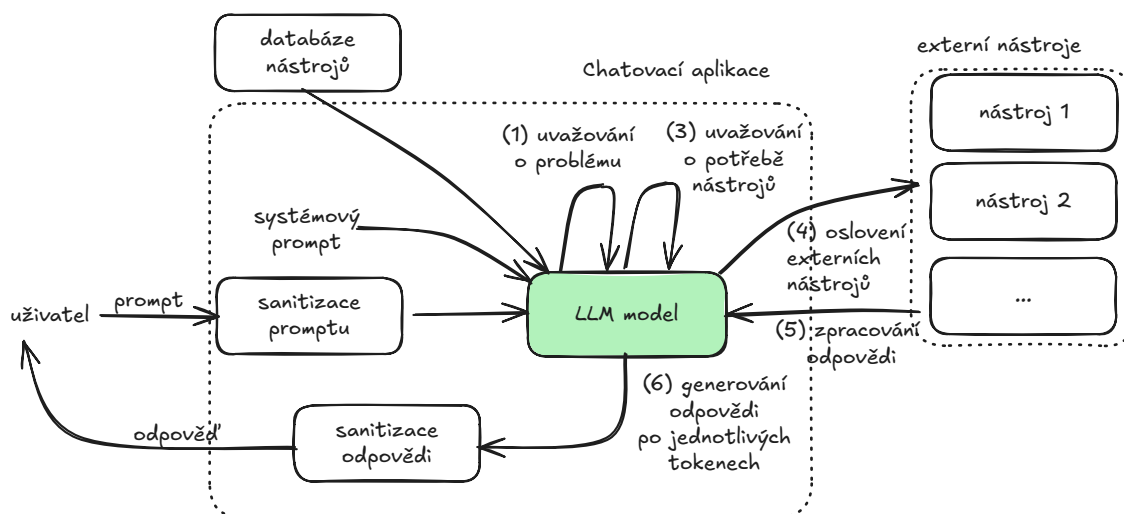 databáze
nástrojů
Chatovací aplikace
externí nástroje
nástroj 1
nástroj 2
...
(1) uvažování
o problému
(3) uvažování
o potřebě
nástrojů
systémový
prompt
(4) oslovení
externích
nástrojů
uživatel
prompt
sanitizace
promptu
LLM model
(5) zpracování
odpovědi
(6) generování
odpovědi
po jednotlivých
tokenech
odpověď
sanitizace
odpovědi